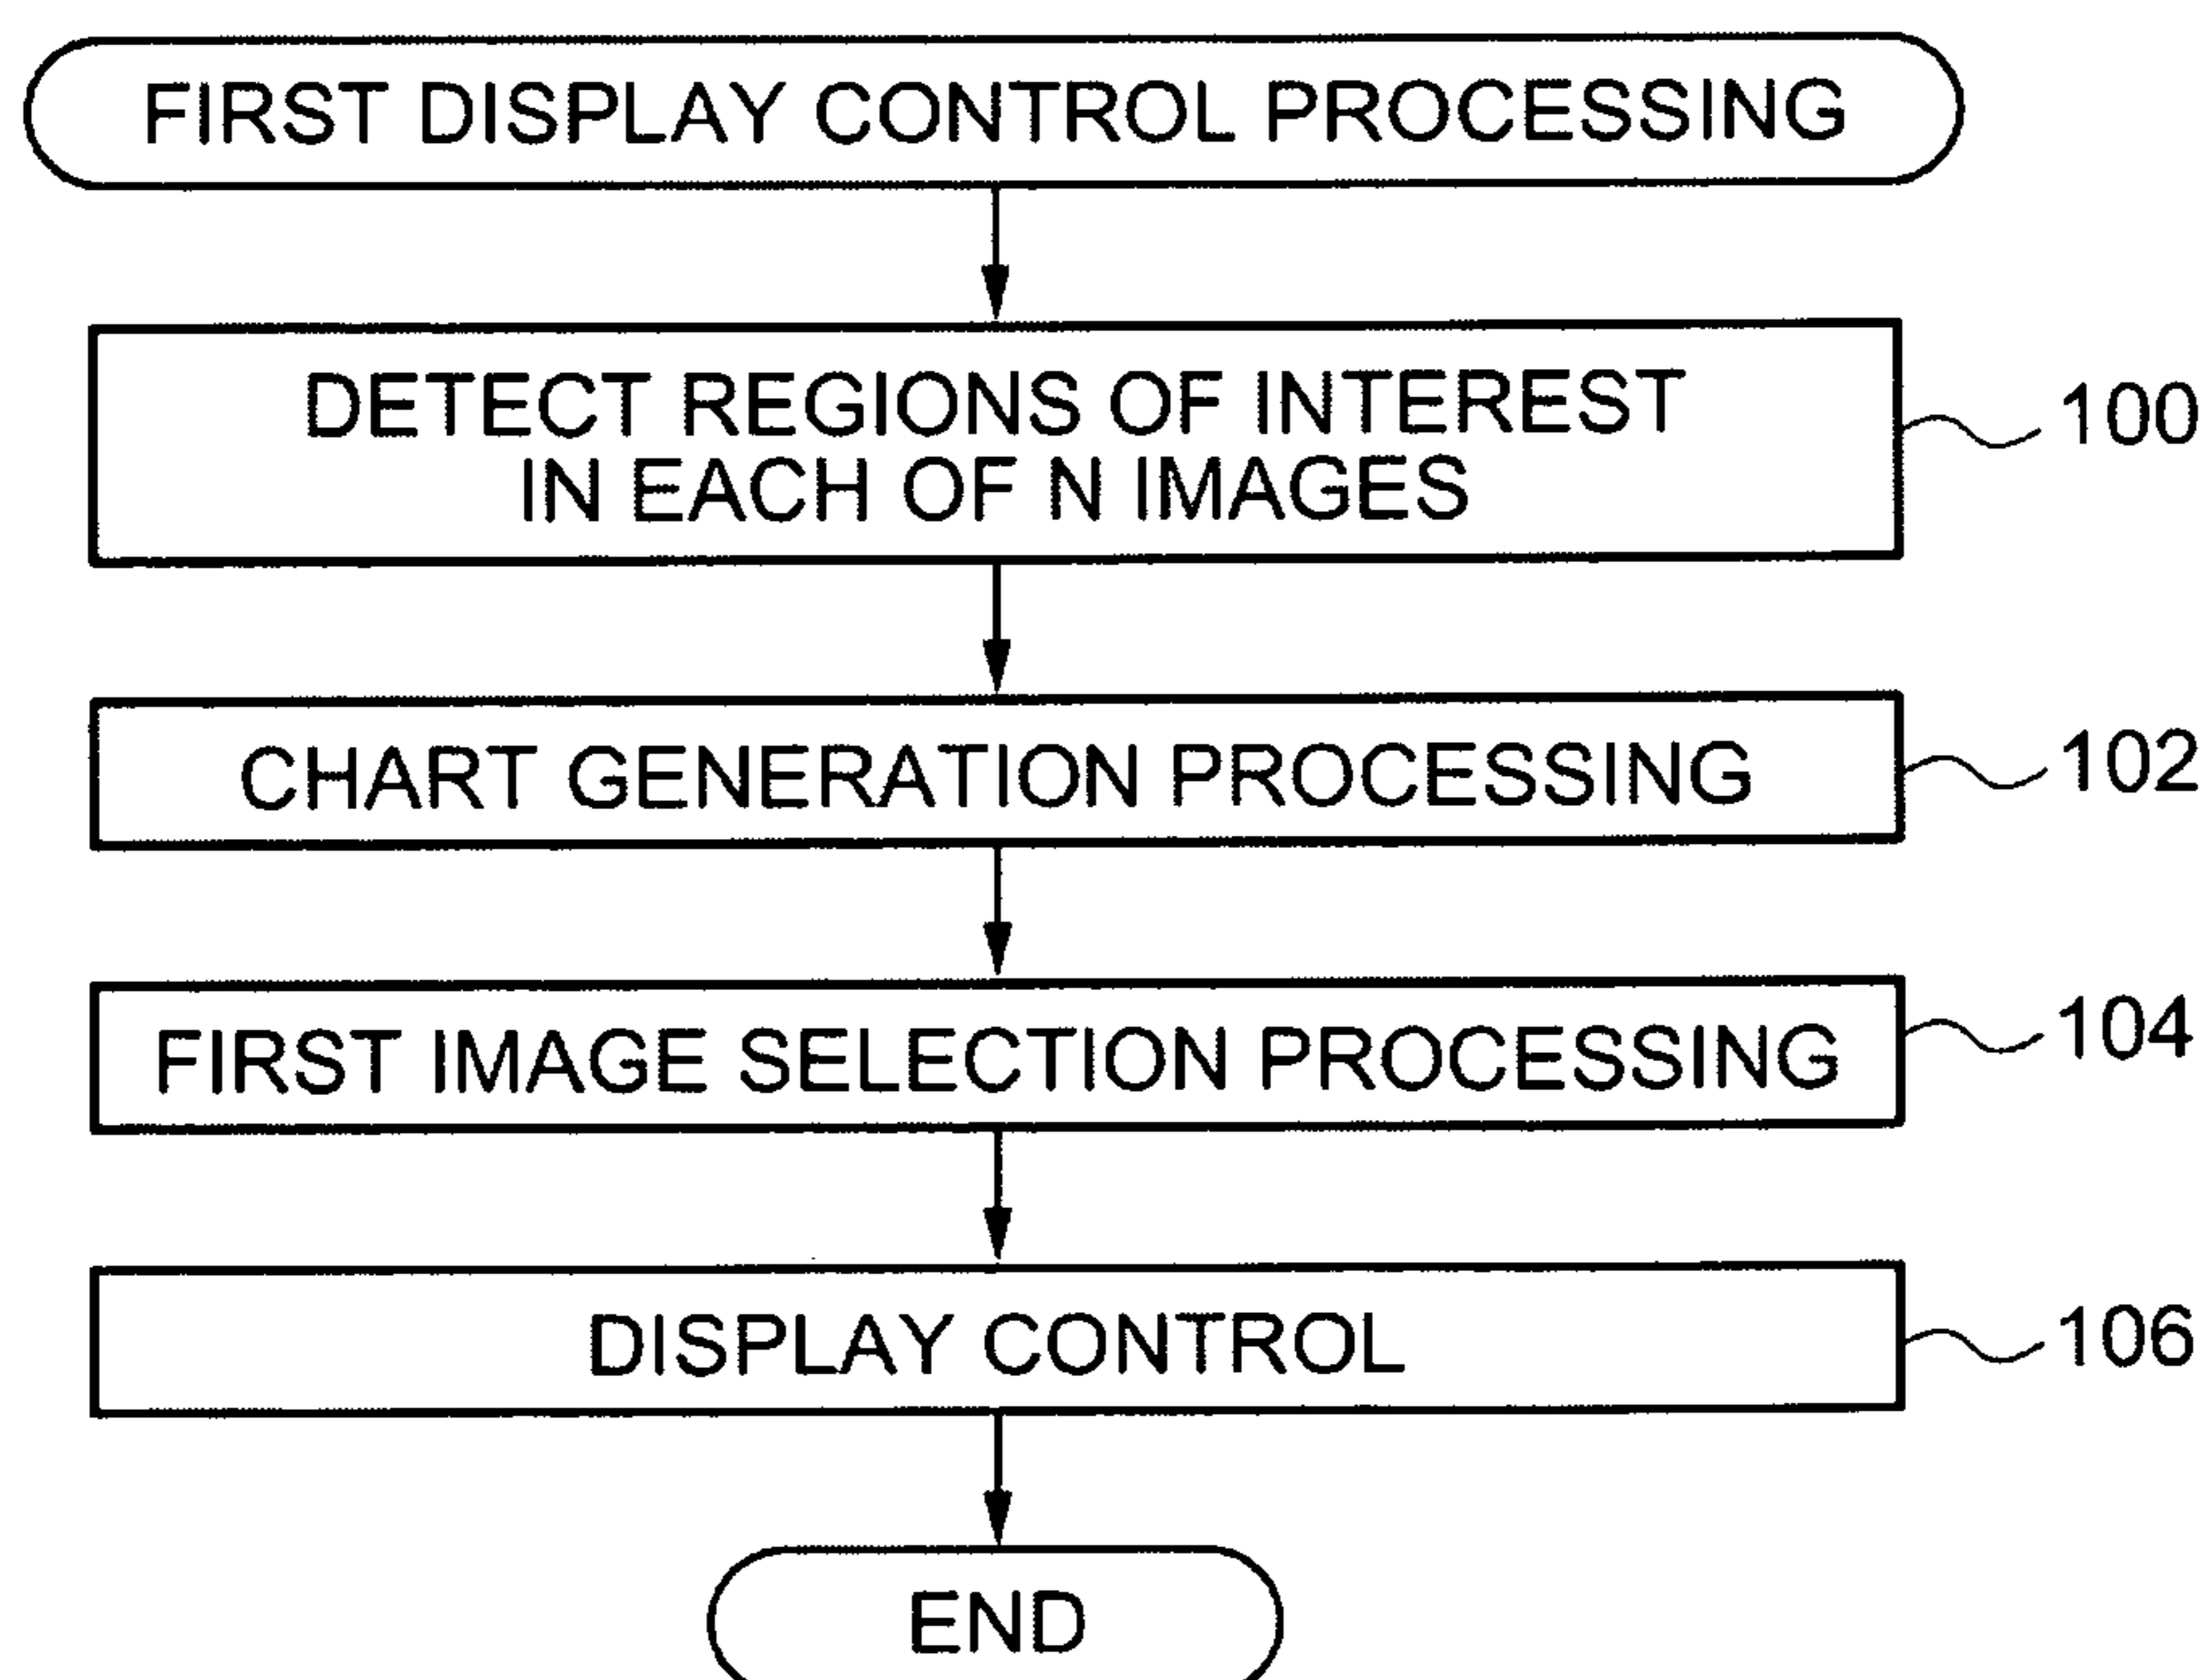 FIRST DISPLAY CONTROL PROCESSING
DETECT REGIONS OF INTEREST
IN EACH OF N IMAGES
100
CHART GENERATION PROCESSING
102
FIRST IMAGE SELECTION PROCESSING
104
DISPLAY CONTROL
106
END